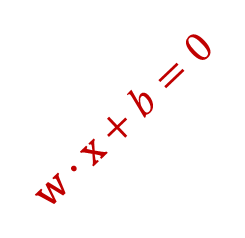 w · x + b = 0